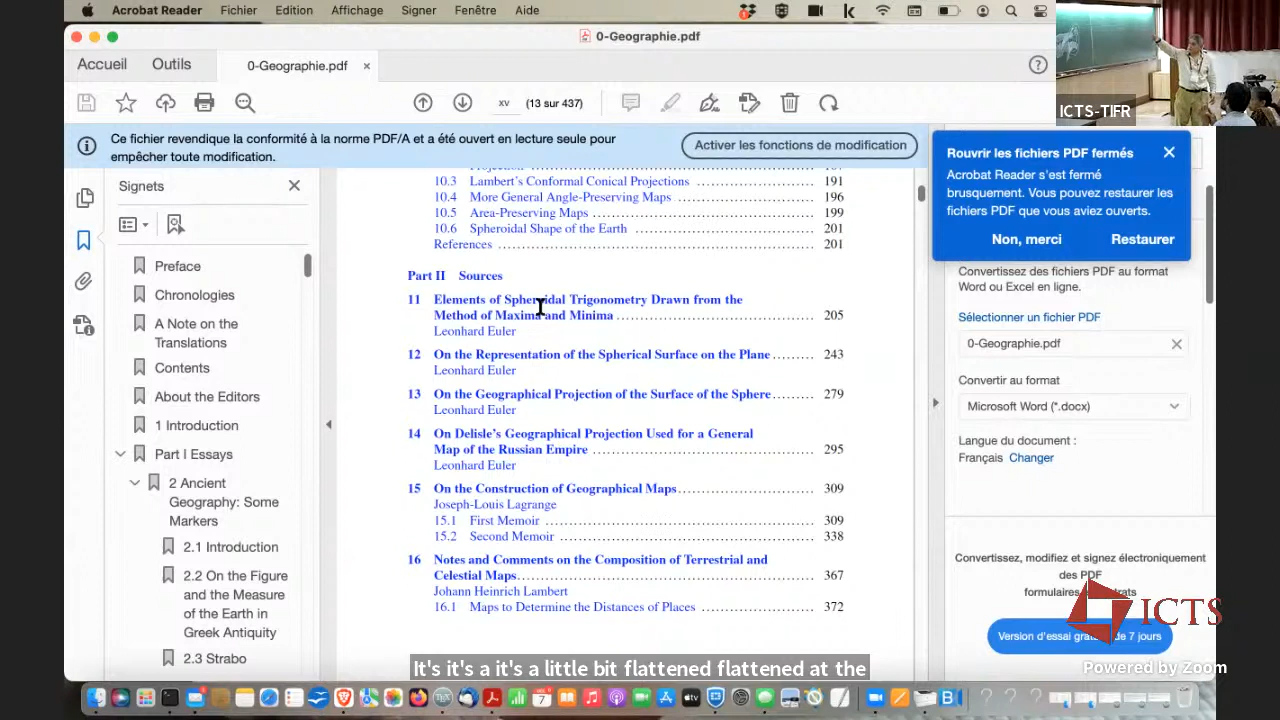 Acrobat Reader Fichier Edition Affichage Signer Fenêtre Aide
0-Geographie.pdf
Accueil Outils 0-Geographie.pdf
xv (13 sur 437)
ICTS-TIFR
Ce fichier revendique la conformité à la norme PDF/A et a été ouvert en lecture seule pour
empêcher toute modification.
Activer les fonctions de modification
Rouvrir les fichiers PDF fermés
Acrobat Reader s'est fermé
brusquement. Vous pouvez restaurer les
fichiers PDF que vous aviez ouverts.
Non, merci Restaurer
Signets
Preface
Chronologies
A Note on the
Translations
Contents
About the Editors
1 Introduction
Part I Essays
2 Ancient
Geography: Some
Markers
2.1 Introduction
2.2 On the Figure
and the Measure
of the Earth in
Greek Antiquity
2.3 Strabo
10.3 Lambert's Conformal Conical Projections 191
10.4 More General Angle-Preserving Maps 196
10.5 Area-Preserving Maps 199
10.6 Spheroidal Shape of the Earth 201
References 201
Part II Sources
11 Elements of Spheroidal Trigonometry Drawn from the
Method of Maxima and Minima 205
Leonhard Euler
12 On the Representation of the Spherical Surface on the Plane 243
Leonhard Euler
13 On the Geographical Projection of the Surface of the Sphere 279
Leonhard Euler
14 On Delisle's Geographical Projection Used for a General
Map of the Russian Empire 295
Leonhard Euler
15 On the Construction of Geographical Maps 309
Joseph-Louis Lagrange
15.1 First Memoir 309
15.2 Second Memoir 338
16 Notes and Comments on the Composition of Terrestrial and
Celestial Maps 367
Johann Heinrich Lambert
16.1 Maps to Determine the Distances of Places 372
Convertissez des fichiers PDF au format
Word ou Excel en ligne.
Sélectionner un fichier PDF
0-Geographie.pdf
Convertir au format
Microsoft Word (*.docx)
Langue du document :
Français Changer
Convertissez, modifiez et signez électroniquement
des PDF
ICTS
Version d'essai gratuite de 7 jours
Powered by Zoom
It's it's a it's a little bit flattened flattened at the